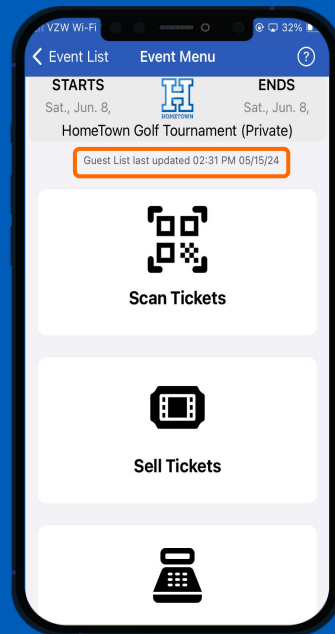 VZW Wi-Fi 32%
Event List Event Menu ?
STARTS ENDS
Sat., Jun. 8, Sat., Jun. 8,
H
HOMETOWN
HomeTown Golf Tournament (Private)
Guest List last updated 02:31 PM 05/15/24
Scan Tickets
Sell Tickets